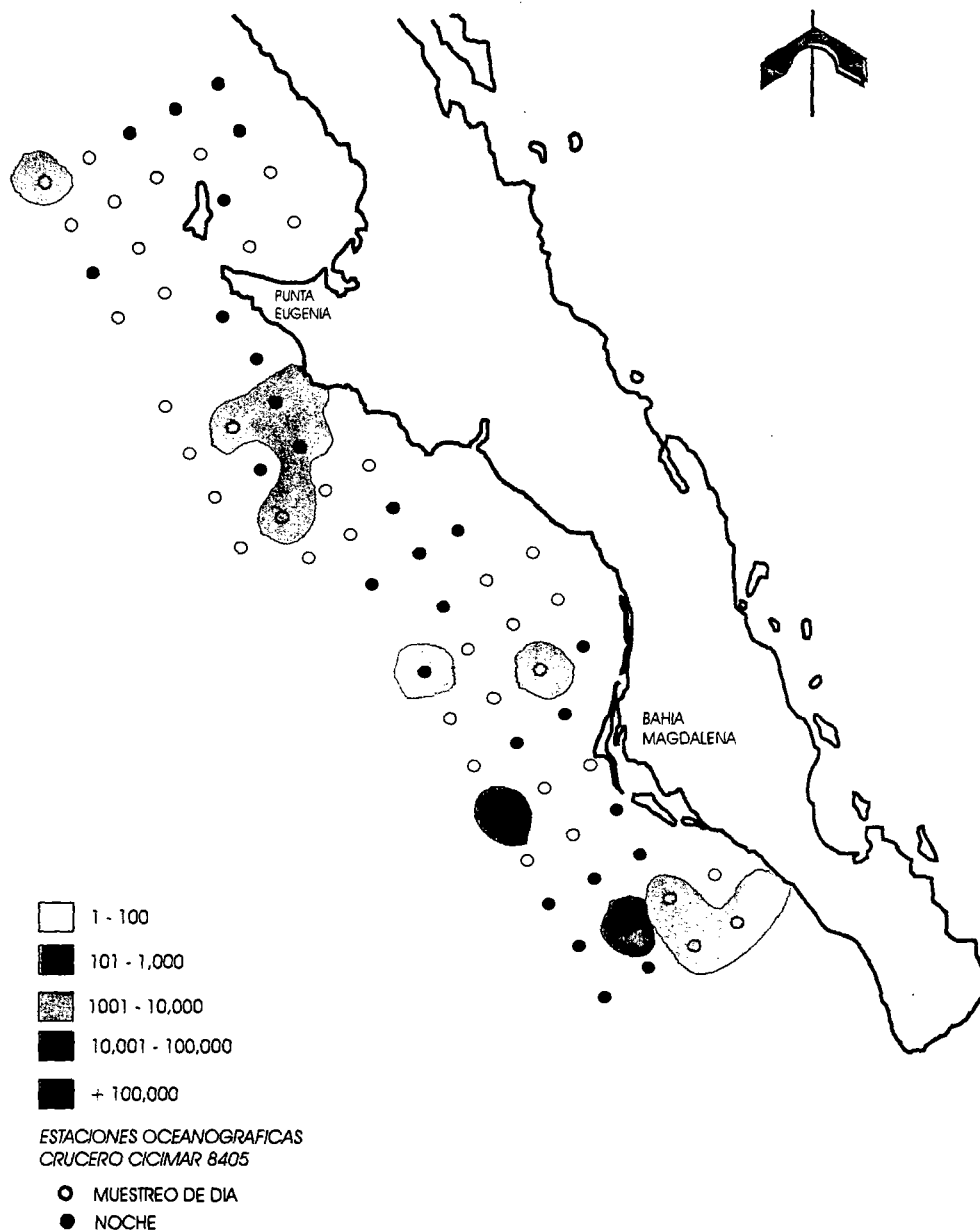 PUNTA
EUGENIA
BAHIA
MAGDALENA
1 - 100
101 - 1,000
1001 - 10,000
10,001 - 100,000
+ 100,000
ESTACIONES OCEANOGRAFICAS
CRUCERO CICIMAR 8405
MUESTREO DE DIA
NOCHE